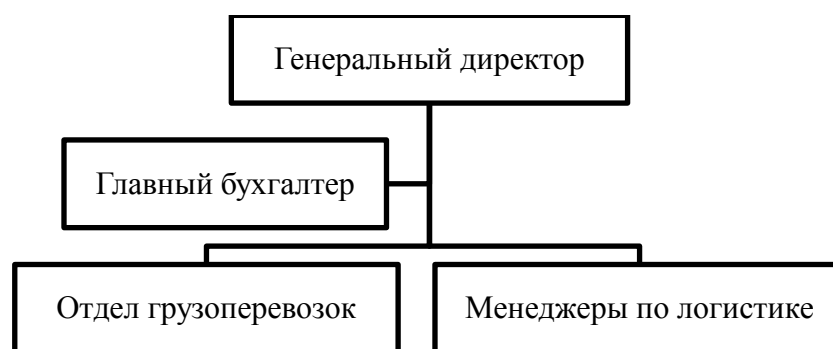 Генеральный директор
Главный бухгалтер
Отдел грузоперевозок
Менеджеры по логистике